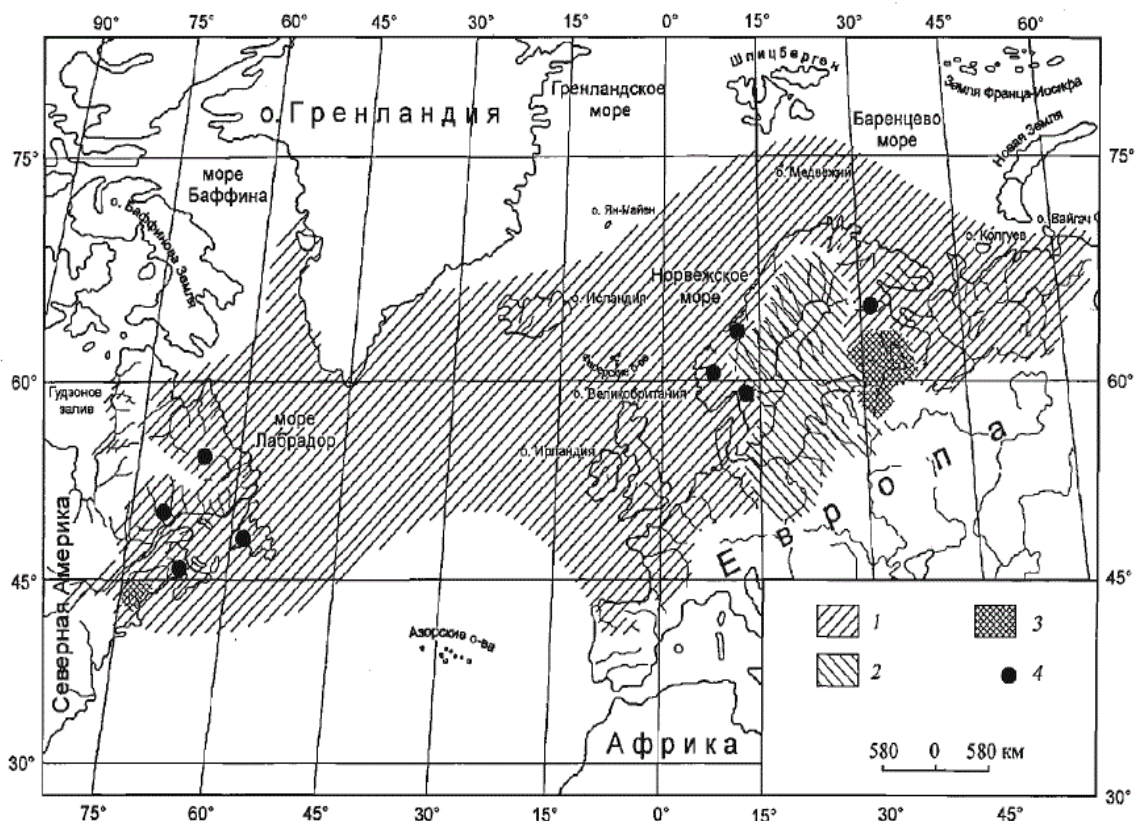 90° 75° 60° 45° 30° 15° 0° 15° 30° 45° 60°
Шпицберген
Земля Франца-Иосифа
Гренландское
море
о. Гренландия
Баренцево
море
Новая Земля
75° 75°
море
Баффина
о. Медвежий
о. Баффинова Земля
о. Ян-Майен
о. Вайгач
о. Колгуев
Норвежское
море
о. Исландия
Фарерские о-ва
60° 60°
Гудзонов
залив
о. Великобритания
море
Лабрадор
о. Ирландия
Европа
Северная Америка
45° 45°
1 3
2 4
Азорские о-ва
Африка
580 0 580 км
30° 30°
75° 60° 45° 30° 15° 0° 15° 30° 45°